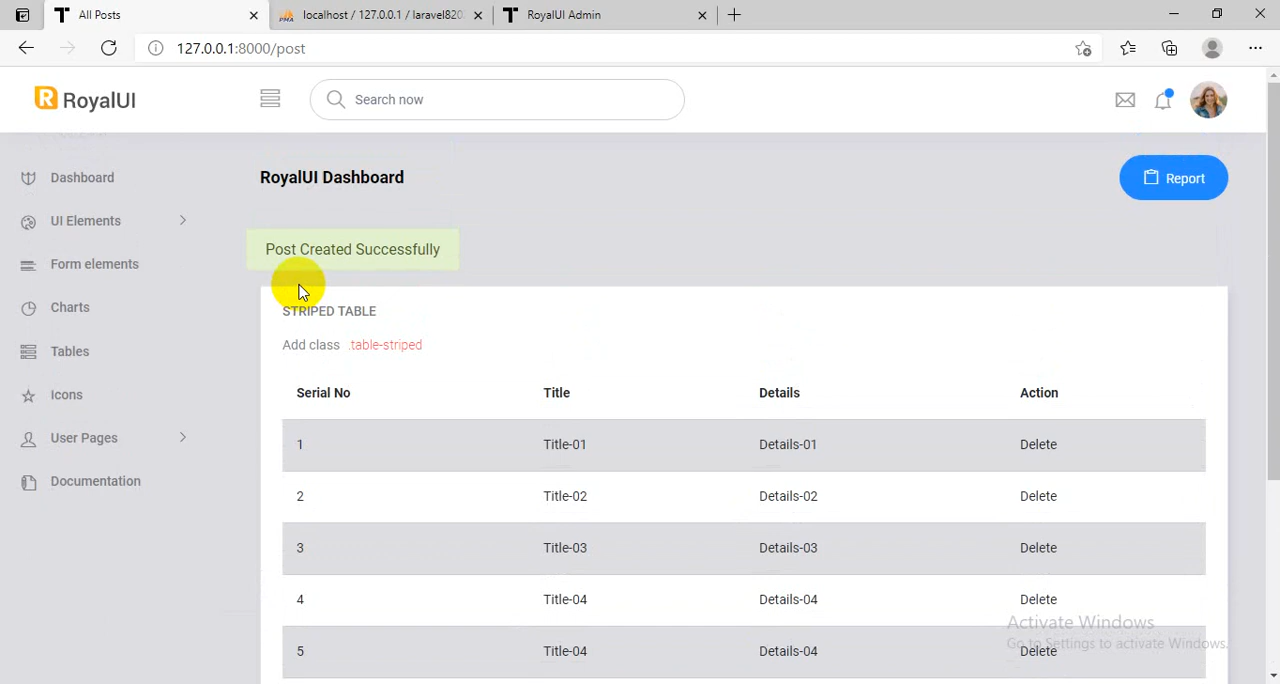 All Posts
localhost / 127.0.0.1 / laravel820
RoyalUI Admin
127.0.0.1:8000/post
RoyalUI
Search now
Dashboard
UI Elements
Form elements
Charts
Tables
Icons
User Pages
Documentation
RoyalUI Dashboard
Report
Post Created Successfully
STRIPED TABLE
Add class .table-striped
Serial No Title Details Action
1 Title-01 Details-01 Delete
2 Title-02 Details-02 Delete
3 Title-03 Details-03 Delete
4 Title-04 Details-04 Delete
5 Title-04 Details-04 Delete
Activate Windows
Go to Settings to activate Windows.